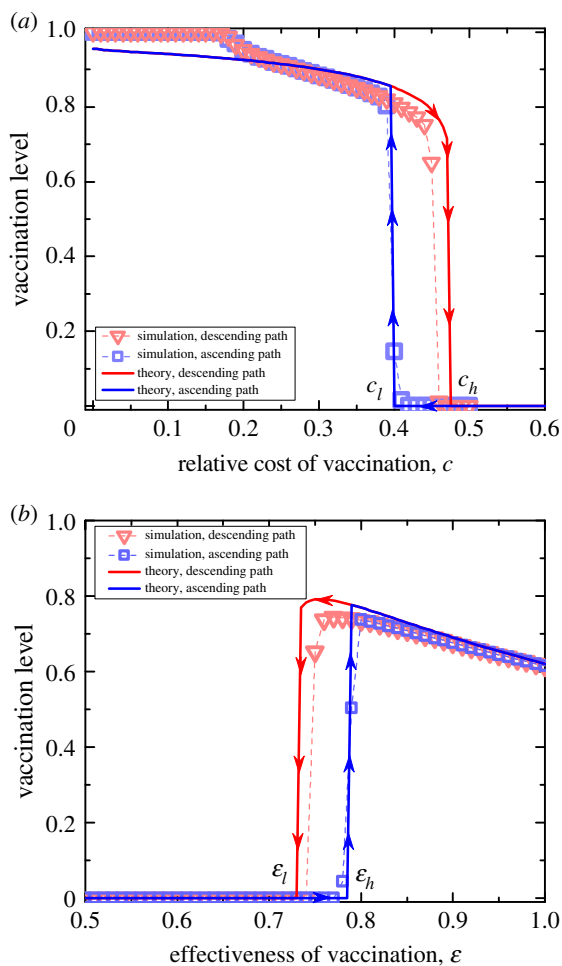 (a)
1.0
0.8
0.6
0.4
0.2
vaccination level
simulation, descending path
simulation, ascending path
theory, descending path
theory, ascending path
c_l
c_h
0 0.1 0.2 0.3 0.4 0.5 0.6
relative cost of vaccination, c
(b)
1.0
0.8
0.6
0.4
0.2
0
vaccination level
simulation, descending path
simulation, ascending path
theory, descending path
theory, ascending path
ε_l
ε_h
0.5 0.6 0.7 0.8 0.9 1.0
effectiveness of vaccination, ε